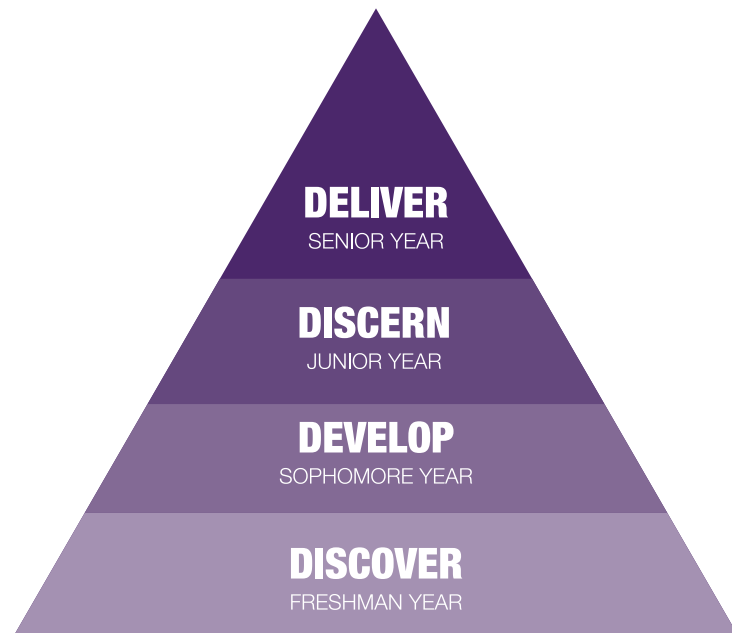 DELIVER
SENIOR YEAR
DISCERN
JUNIOR YEAR
DEVELOP
SOPHOMORE YEAR
DISCOVER
FRESHMAN YEAR